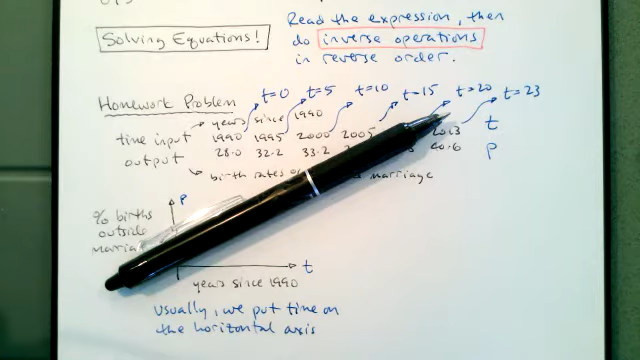 Read the expression, then
Solving Equations!
do inverse operations
in reverse order.
t=0 t=5 t=10 t=15 t=20 t=23
Homework Problem
years since 1990
time input 1990 1995 2000 2005 2013 t
output 28.0 32.2 33.2 40.6 P
birth rates marriage
P
% births
outside
t
years since 1990
usually, we put time on
the horizontal axis